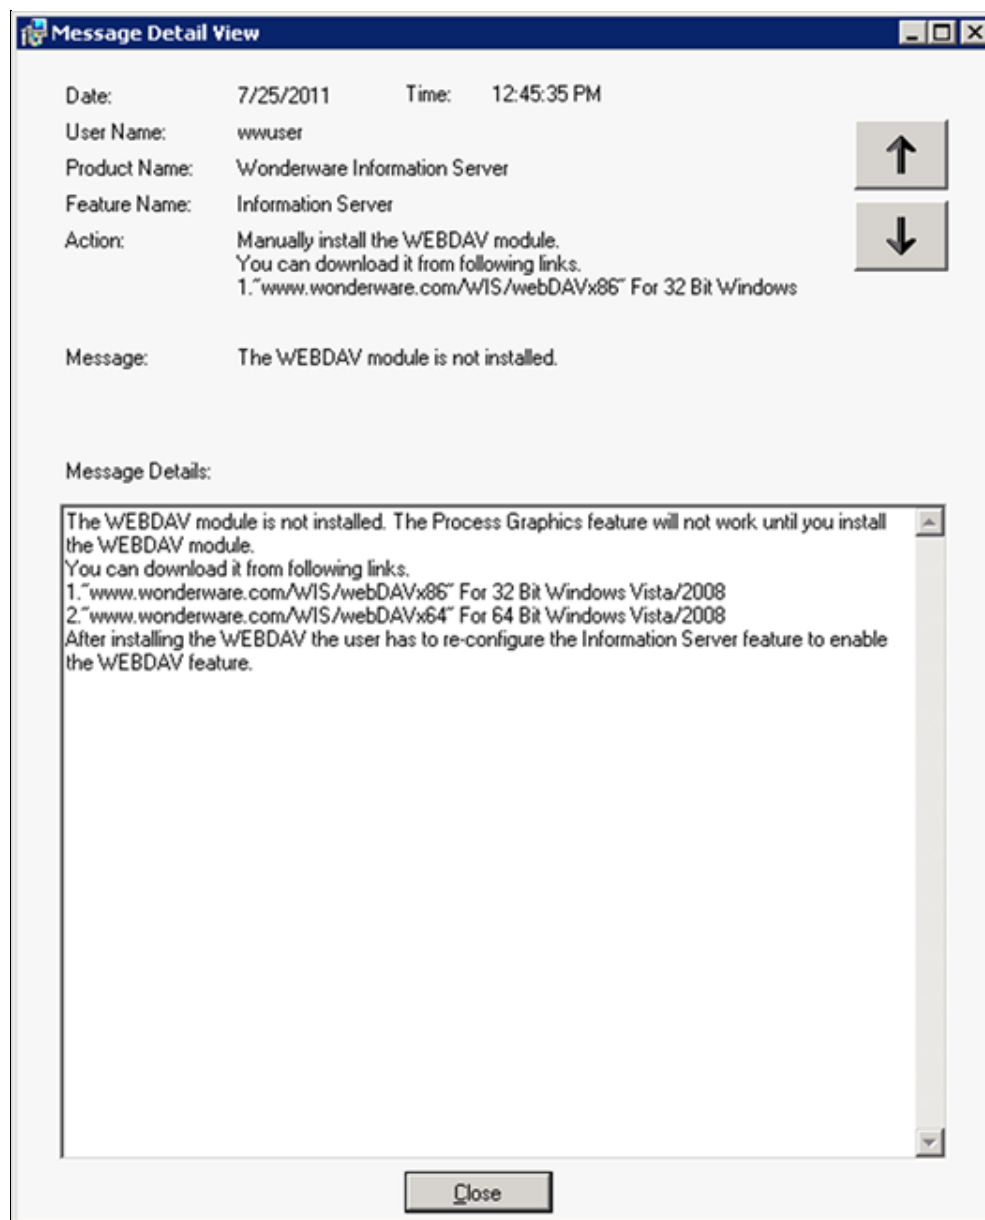 Message Detail View
Date: 7/25/2011 Time: 12:45:35 PM
User Name: wwuser
Product Name: Wonderware Information Server
Feature Name: Information Server
Action: Manually install the WEBDAV module.
You can download it from following links.
1.˝www.wonderware.com/WIS/webDAVx86˝ For 32 Bit Windows
Message: The WEBDAV module is not installed.
Message Details:
The WEBDAV module is not installed. The Process Graphics feature will not work until you install
the WEBDAV module.
You can download it from following links.
1.˝www.wonderware.com/WIS/webDAVx86˝ For 32 Bit Windows Vista/2008
2.˝www.wonderware.com/WIS/webDAVx64˝ For 64 Bit Windows Vista/2008
After installing the WEBDAV the user has to re-configure the Information Server feature to enable
the WEBDAV feature.
Close